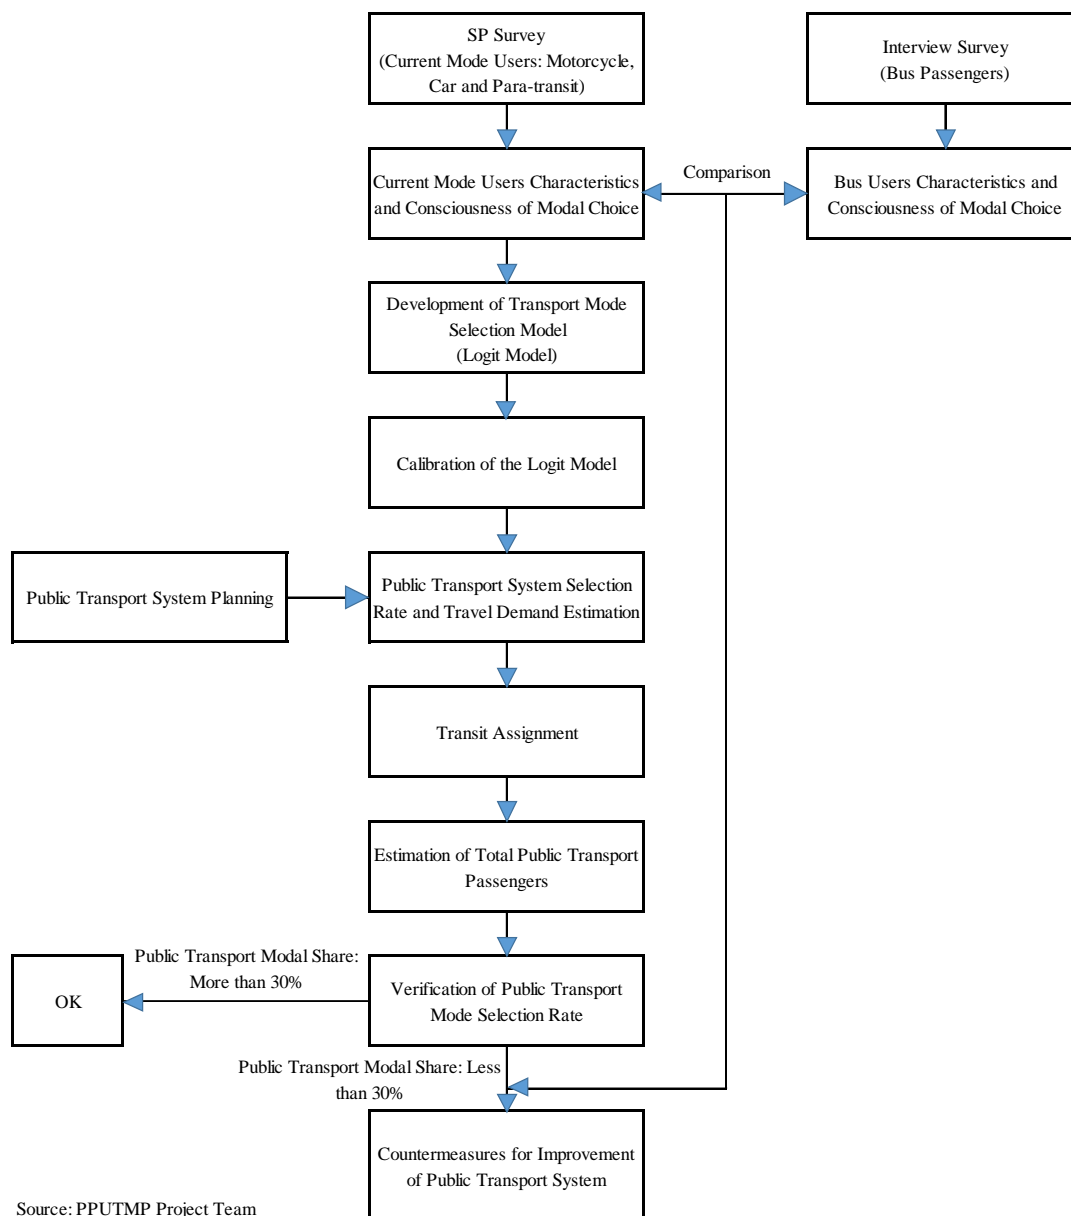 SP Survey
(Current Mode Users: Motorcycle,
Car and Para-transit)
Interview Survey
(Bus Passengers)
Current Mode Users Characteristics
and Consciousness of Modal Choice
Comparison
Bus Users Characteristics and
Consciousness of Modal Choice
Development of Transport Mode
Selection Model
(Logit Model)
Calibration of the Logit Model
Public Transport System Planning
Public Transport System Selection
Rate and Travel Demand Estimation
Transit Assignment
Estimation of Total Public Transport
Passengers
Public Transport Modal Share:
More than 30%
OK
Verification of Public Transport
Mode Selection Rate
Public Transport Modal Share: Less
than 30%
Countermeasures for Improvement
of Public Transport System
Source: PPUTMP Project Team